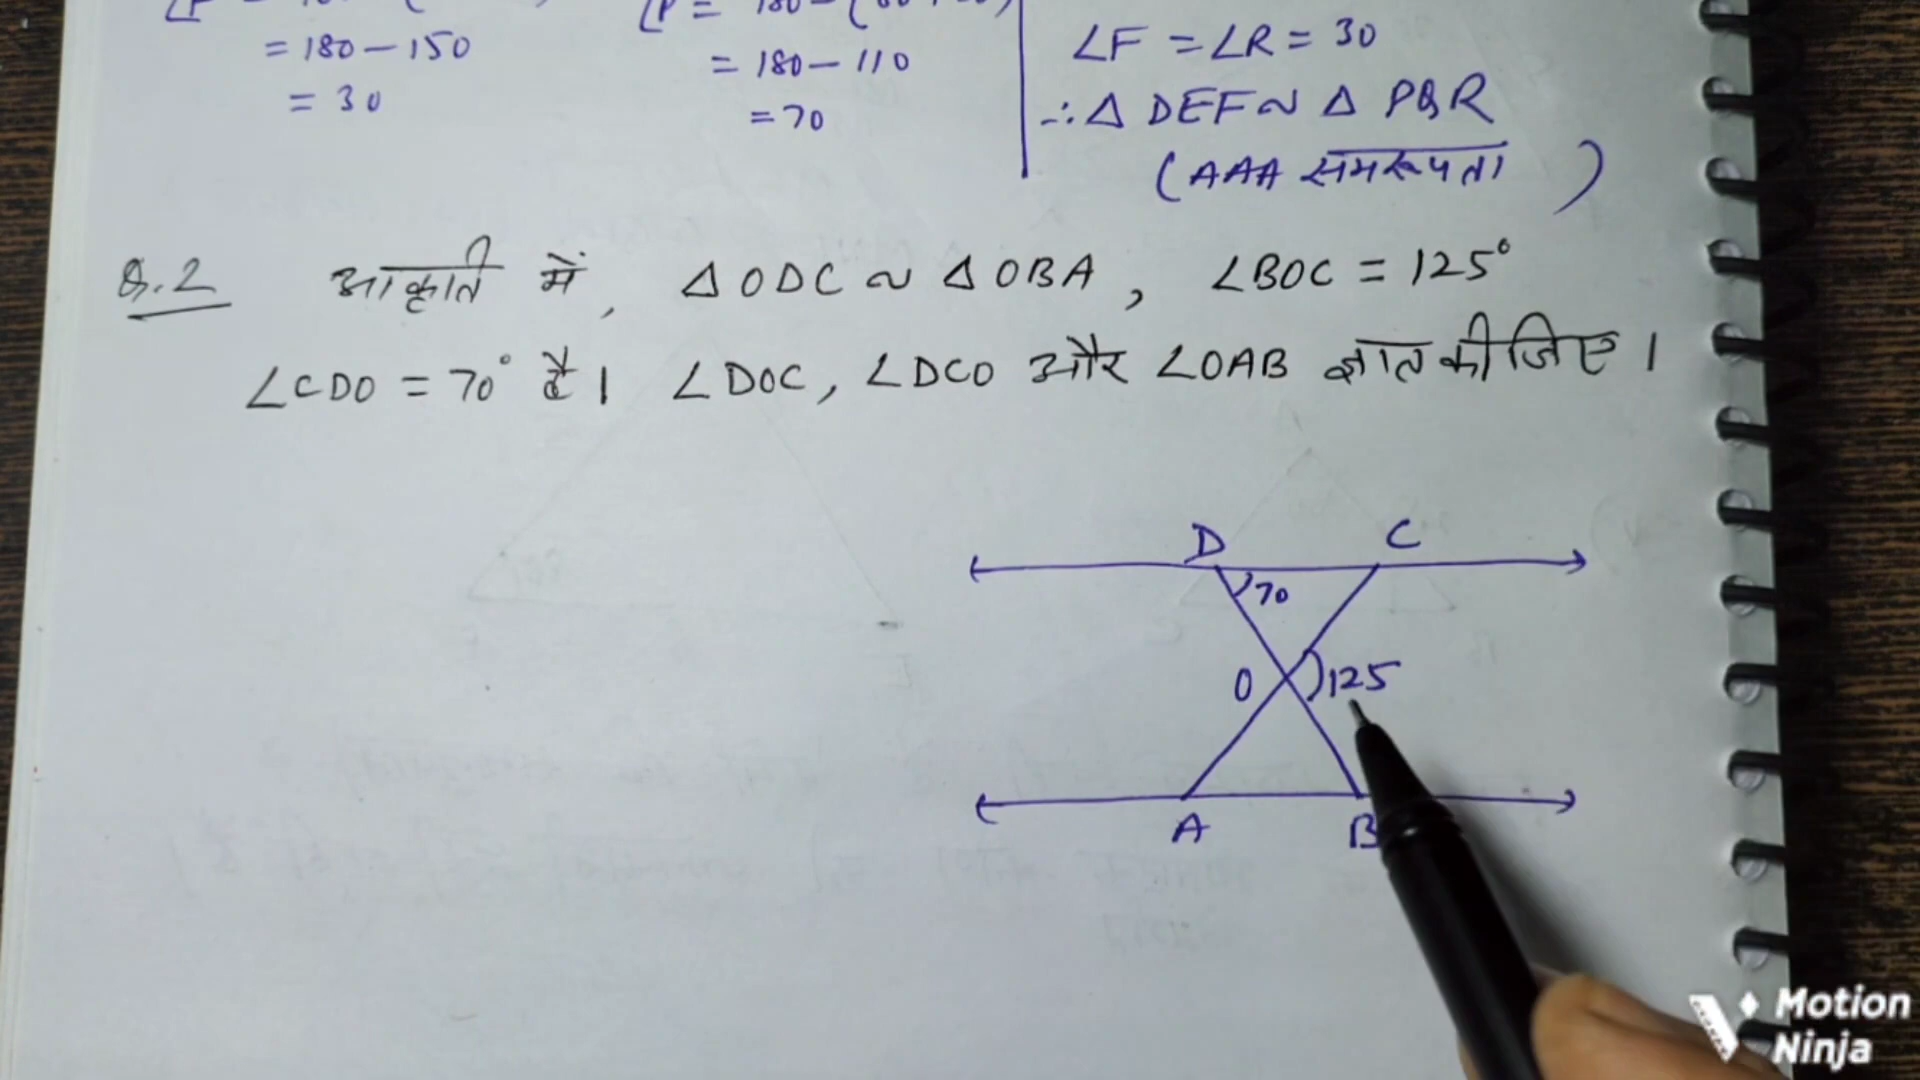 = 180 - 150
= 30
= 180 - 110
= 70
∠F = ∠R = 30
∴ △ DEF ~ △ PQR
(AAA समरूपता)
Q.2 आकृति में, △ODC ~ △OBA, ∠BOC = 125°
∠CDO = 70° है। ∠DOC, ∠DCO और ∠OAB ज्ञात कीजिए।
D C
70
O 125
A B
Motion
Ninja